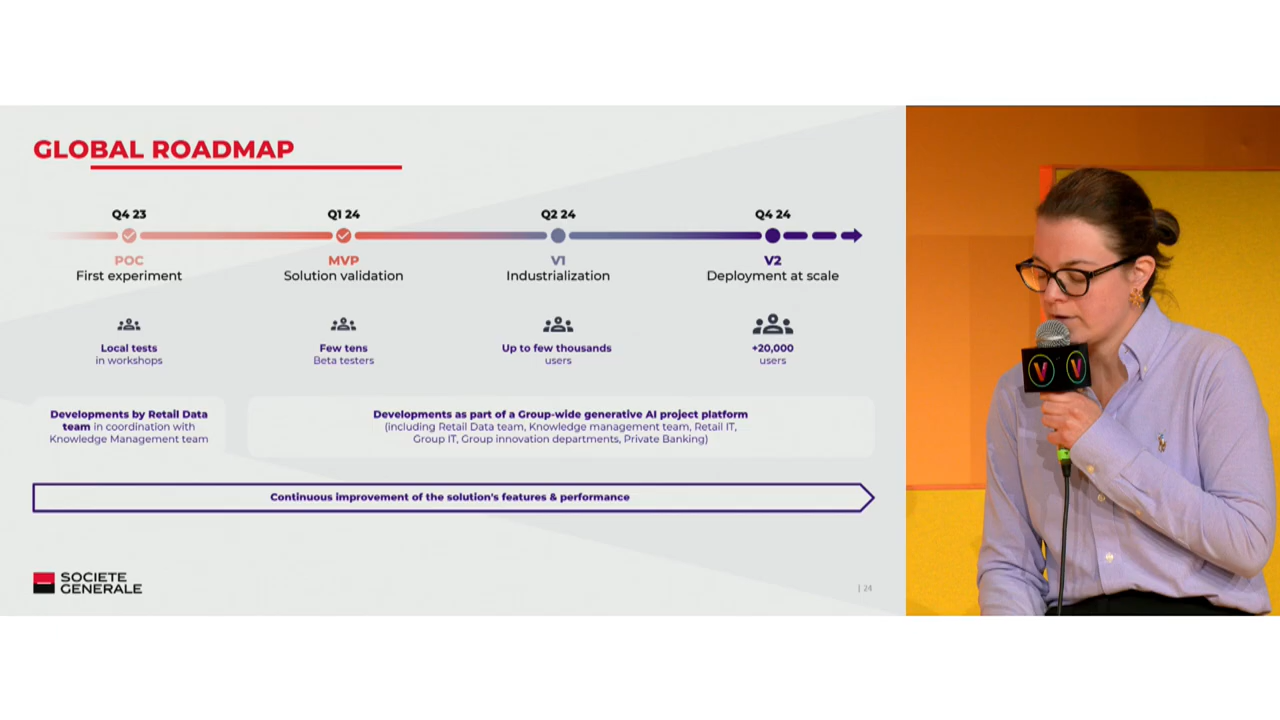 GLOBAL ROADMAP
Q4 23
Q1 24
Q2 24
Q4 24
POC
First experiment
MVP
Solution validation
V1
Industrialization
V2
Deployment at scale
Local tests
in workshops
Few tens
Beta testers
Up to few thousands
users
+20,000
users
Developments by Retail Data
team in coordination with
Knowledge Management team
Developments as part of a Group-wide generative AI project platform
(including Retail Data team, Knowledge management team, Retail IT,
Group IT, Group innovation departments, Private Banking)
Continuous improvement of the solution's features & performance
SOCIETE
GENERALE
| 24
V V